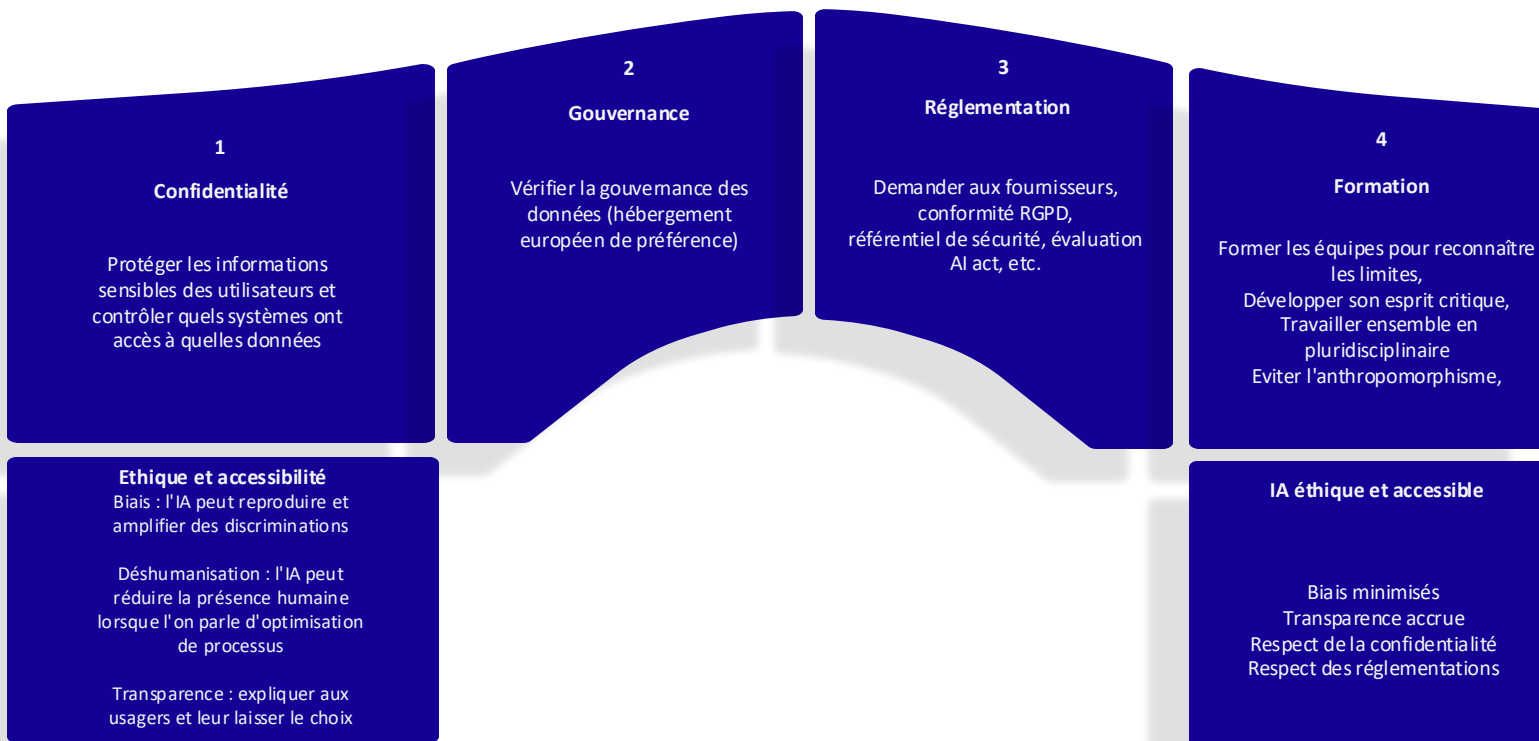 1
Confidentialité
Protéger les informations
sensibles des utilisateurs et
contrôler quels systèmes ont
accès à quelles données
2
Gouvernance
Vérifier la gouvernance des
données (hébergement
européen de préférence)
3
Réglementation
Demander aux fournisseurs,
conformité RGPD,
référentiel de sécurité, évaluation
AI act, etc.
4
Formation
Former les équipes pour reconnaître
les limites,
Développer son esprit critique,
Travailler ensemble en
pluridisciplinaire
Eviter l'anthropomorphisme,
Ethique et accessibilité
Biais : l'IA peut reproduire et
amplifier des discriminations
Déshumanisation : l'IA peut
réduire la présence humaine
lorsque l'on parle d'optimisation
de processus
Transparence : expliquer aux
usagers et leur laisser le choix
IA éthique et accessible
Biais minimisés
Transparence accrue
Respect de la confidentialité
Respect des réglementations